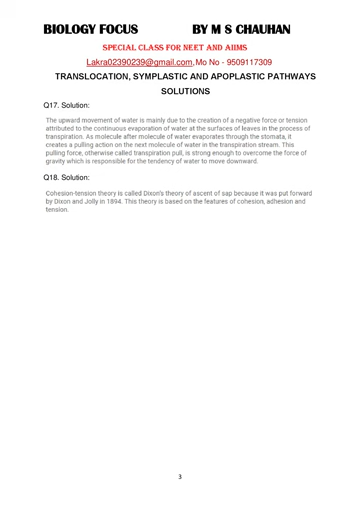 BIOLOGY FOCUS BY M S CHAUHAN
SPECIAL CLASS FOR NEET AND AIIMS
Lakra02390239@gmail.com, Mo No - 9509117309
TRANSLOCATION, SYMPLASTIC AND APOPLASTIC PATHWAYS
SOLUTIONS
Q17. Solution:
The upward movement of water is mainly due to the creation of a negative force or tension
attributed to the continuous evaporation of water at the surfaces of leaves in the process of
transpiration. As molecule after molecule of water evaporates through the stomata, it
creates a pulling action on the next molecule of water in the transpiration stream. This
pulling force, otherwise called transpiration pull, is strong enough to overcome the force of
gravity which is responsible for the tendency of water to move downward.
Q18. Solution:
Cohesion-tension theory is called Dixon's theory of ascent of sap because it was put forward
by Dixon and Jolly in 1894. This theory is based on the features of cohesion, adhesion and
tension.
3